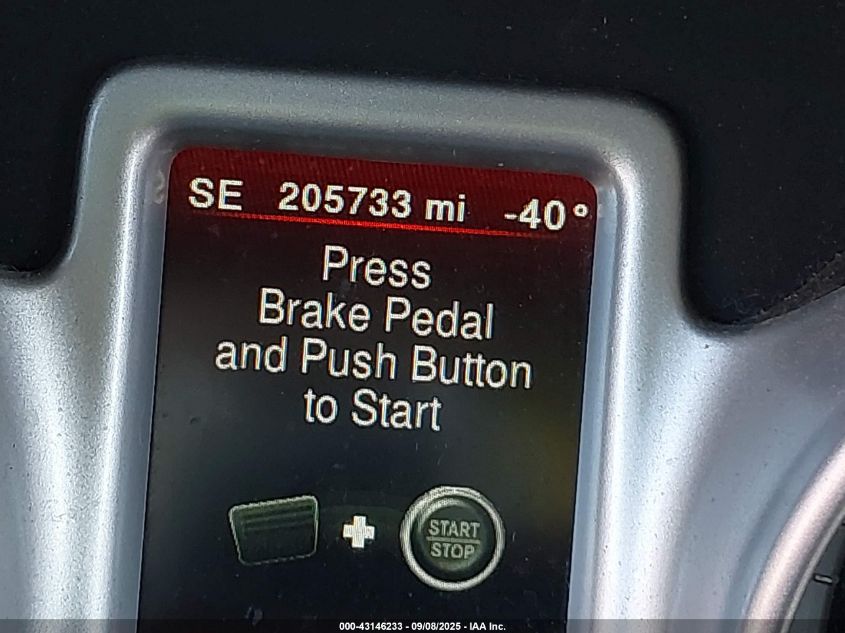 SE 205733 mi -40°
Press
Brake Pedal
and Push Button
to Start
START
STOP
000-43146233 - 09/08/2025 - IAA Inc.